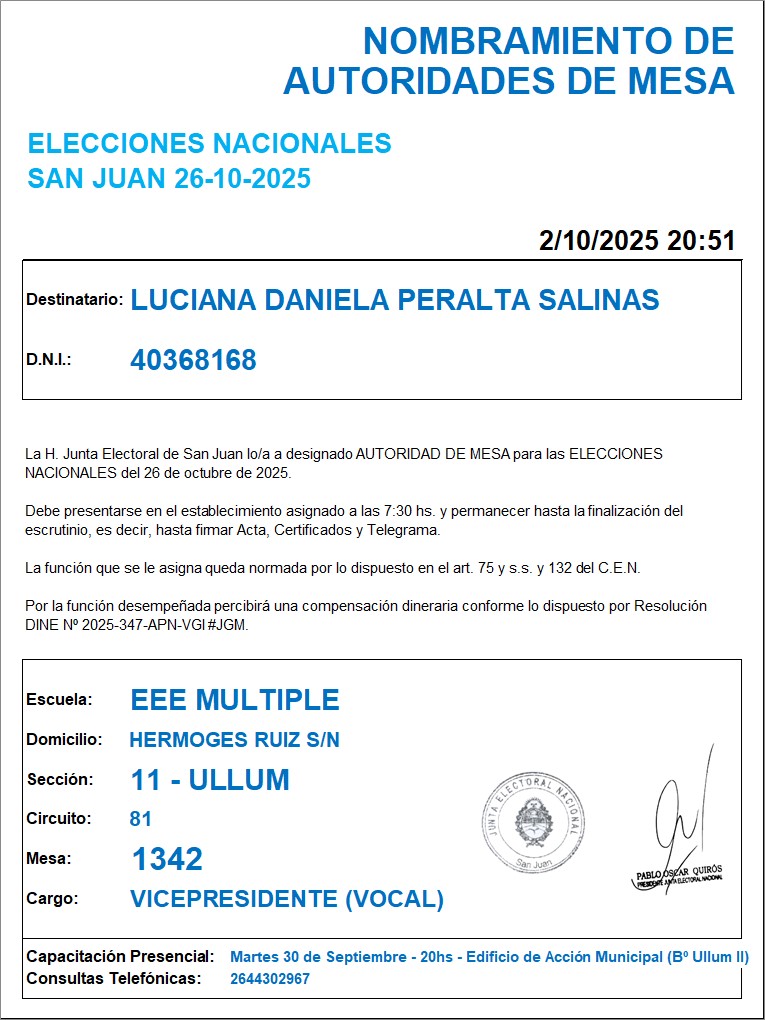 NOMBRAMIENTO DE
AUTORIDADES DE MESA
ELECCIONES NACIONALES
SAN JUAN 26-10-2025
2/10/2025 20:51
Destinatario: LUCIANA DANIELA PERALTA SALINAS
D.N.I.: 40368168
La H. Junta Electoral de San Juan lo/a a designado AUTORIDAD DE MESA para las ELECCIONES
NACIONALES del 26 de octubre de 2025.
Debe presentarse en el establecimiento asignado a las 7:30 hs. y permanecer hasta la finalización del
escrutinio, es decir, hasta firmar Acta, Certificados y Telegrama.
La función que se le asigna queda normada por lo dispuesto en el art. 75 y s.s. y 132 del C.E.N.
Por la función desempeñada percibirá una compensación dineraria conforme lo dispuesto por Resolución
DINE Nº 2025-347-APN-VGI#JGM.
Escuela: EEE MULTIPLE
Domicilio: HERMOGES RUIZ S/N
Sección: 11 - ULLUM
Circuito: 81
Mesa: 1342
Cargo: VICEPRESIDENTE (VOCAL)
JUNTA ELECTORAL NACIONAL
San Juan
PABLO OSCAR QUIRÓS
PRESIDENTE JUNTA ELECTORAL NACIONAL
Capacitación Presencial: Martes 30 de Septiembre - 20hs - Edificio de Acción Municipal (Bº Ullum II)
Consultas Telefónicas: 2644302967